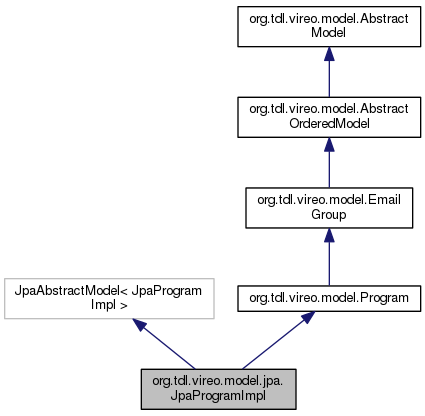 org.tdl.vireo.model.Abstract
Model
org.tdl.vireo.model.Abstract
OrderedModel
org.tdl.vireo.model.Email
Group
JpaAbstractModel< JpaProgram
Impl >
org.tdl.vireo.model.Program
org.tdl.vireo.model.jpa.
JpaProgramImpl